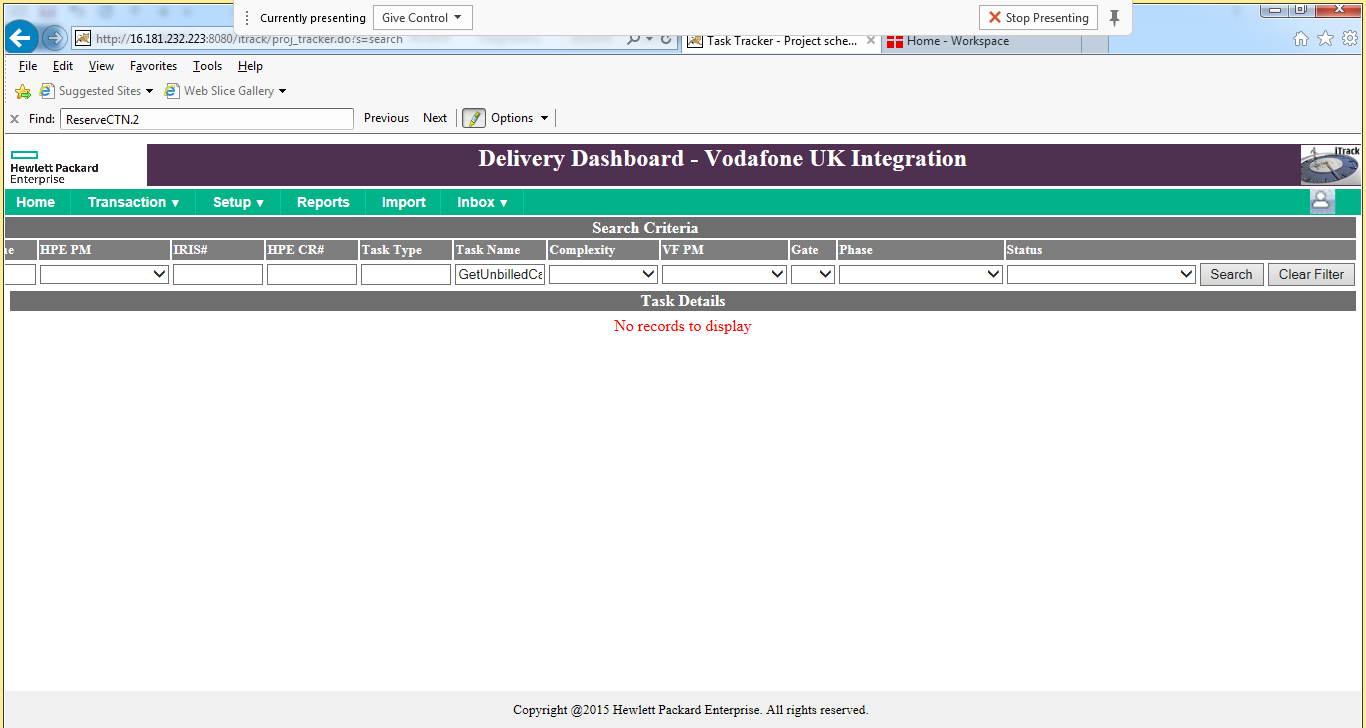 Currently presenting Give Control Stop Presenting
http://16.181.232.223:8080/itrack/proj_tracker.do?s=search Task Tracker - Project sche... Home - Workspace
File Edit View Favorites Tools Help
Suggested Sites Web Slice Gallery
Find: ReserveCTN.2 Previous Next Options
Hewlett Packard
Enterprise
Delivery Dashboard - Vodafone UK Integration
iTrack
Home Transaction Setup Reports Import Inbox
Search Criteria
HPE PM IRIS# HPE CR# Task Type Task Name Complexity VF PM Gate Phase Status
GetUnbilledCa Search Clear Filter
Task Details
No records to display
Copyright @2015 Hewlett Packard Enterprise. All rights reserved.